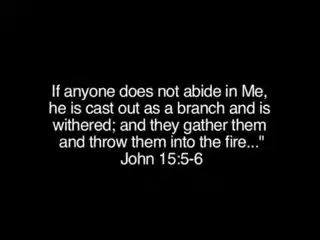 If anyone does not abide in Me,
he is cast out as a branch and is
withered; and they gather them
and throw them into the fire..."
John 15:5-6